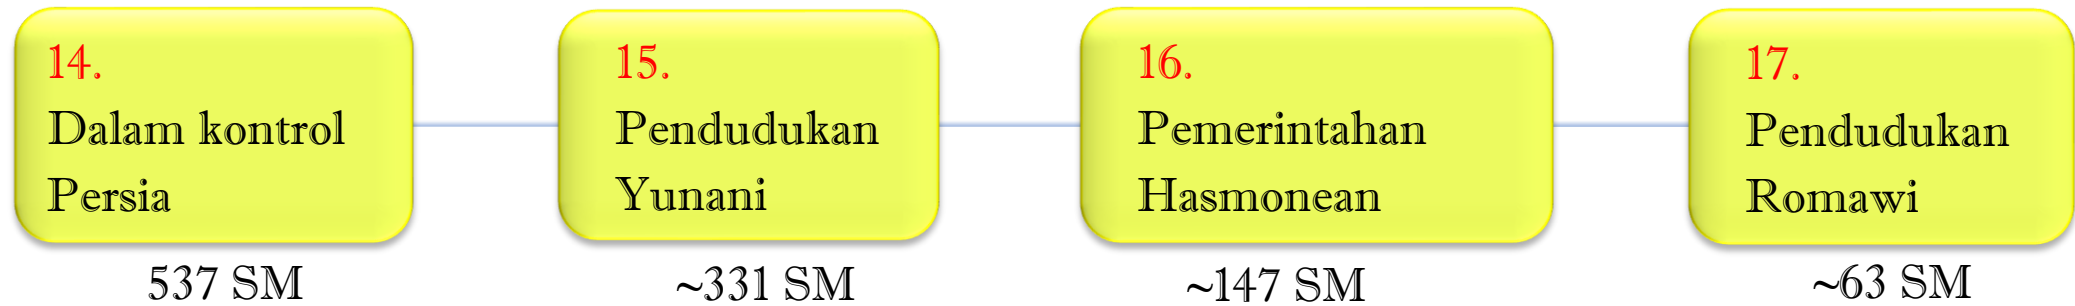 14.
Dalam kontrol
Persia
537 SM
15.
Pendudukan
Yunani
~331 SM
16.
Pemerintahan
Hasmonean
~147 SM
17.
Pendudukan
Romawi
~63 SM